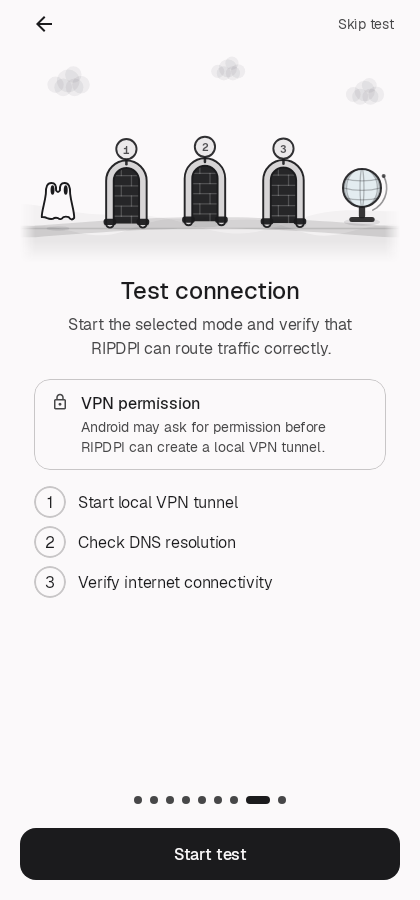 Skip test
1
2
3
Test connection
Start the selected mode and verify that
RIPDPI can route traffic correctly.
VPN permission
Android may ask for permission before
RIPDPI can create a local VPN tunnel.
1 Start local VPN tunnel
2 Check DNS resolution
3 Verify internet connectivity
Start test